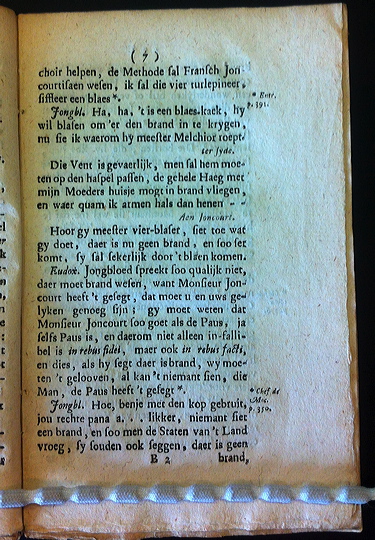 ( 7 )
choir helpen, de Methode sal Fransch Jon-
courtisaen wesen, ik sal die vier turlepineer,
siffleer een blaes*.
* Entr.
p. 391.
Jongbl. Ha, ha, 't is een blaes-kaek, hy
wil blasen om 'er den brand in te krygen,
nu sie ik waerom hy meester Melchior roept.
ter syde.
Die Vent is gevaerlijk, men sal hem moe-
ten op den haspel passen, de gehele Haeg met
mijn Moeders huisje mogt in brand vliegen,
en waer quam ik armen hals dan henen - -
Aen Joncourt.
Hoor gy meester vier-blaser, siet toe wat
gy doet, daer is nu geen brand, en soo set
komt, sy sal sekerlijk door 't blasen komen.
Eudox. Jongbloed spreekt soo qualijk niet,
daer moet brand wesen, want Monsieur Jon-
court heeft 't gesegt, dat moet u en uws ge-
lyken genoeg sijn; gy moet weten dat
Monsieur Joncourt soo goet als de Paus, ja
selfs Paus is, en daerom niet alleen in-falli-
bel is in rebus fidei, maer ook in rebus facti,
en dies, als hy segt daer is brand, wy moe-
ten 't gelooven, al kan 't niemant sien, die
Man, de Paus heeft 't gesegt*.
* Chef de
Moc.
p. 350.
Jongbl. Hoe, benje met den kop gebruit,
jou rechte pana a... likker, niemant siet
een brand, en soo men de Staten van 't Land
vroeg, sy souden ook seggen, daer is geen
B 2
brand,